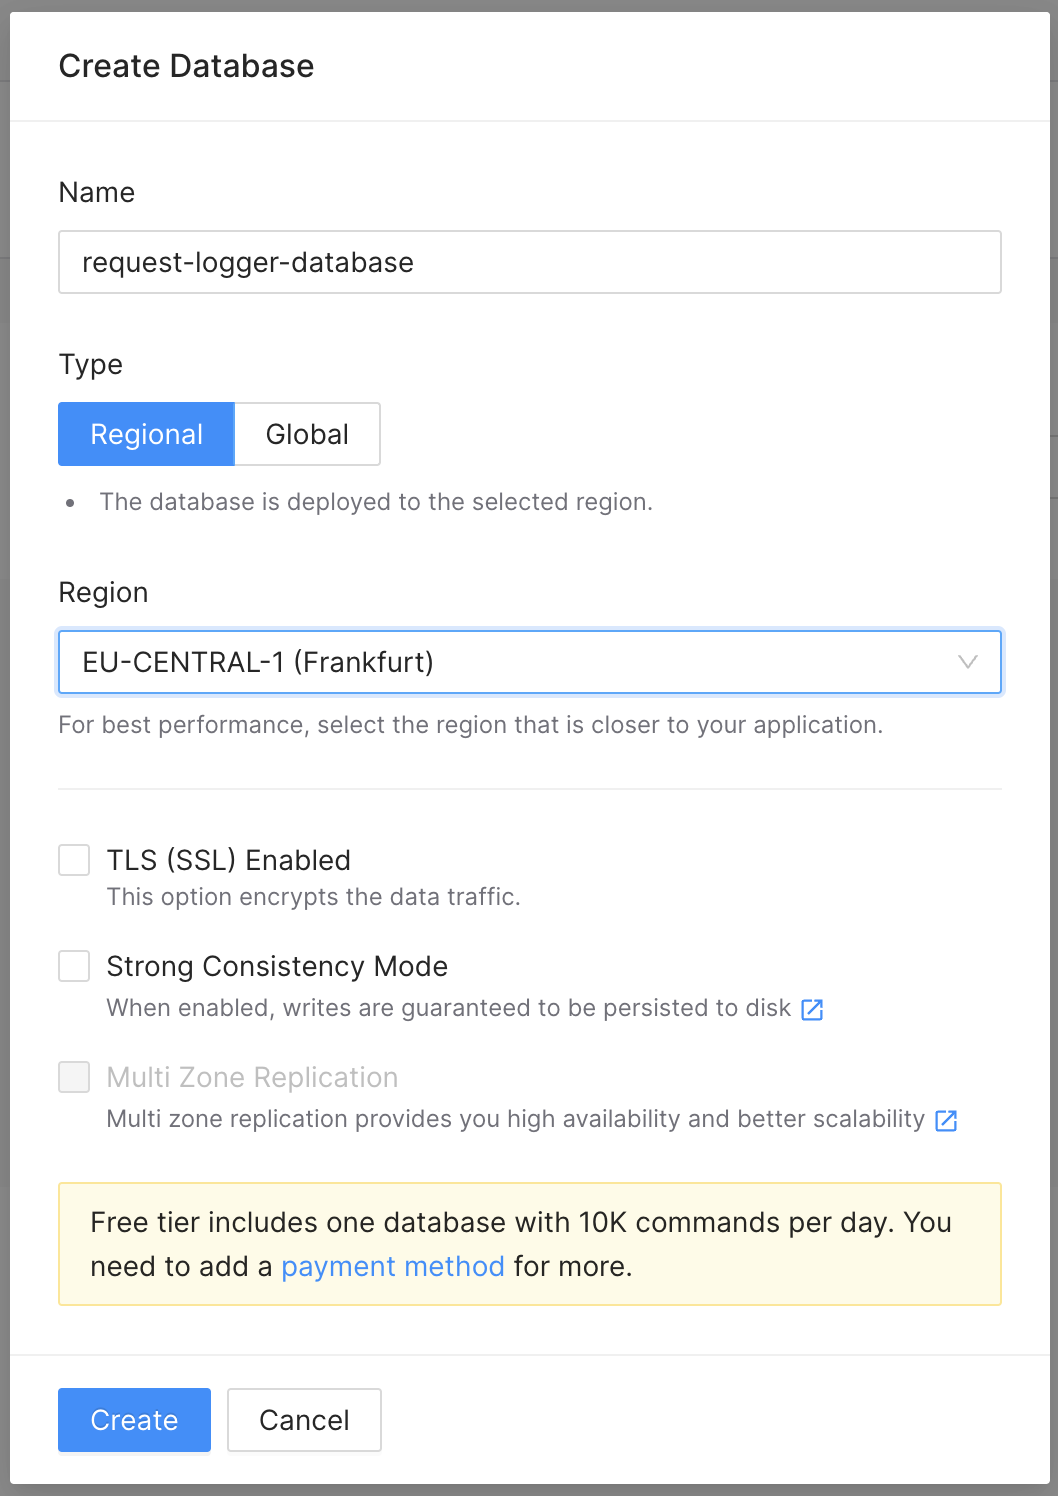 Create Database
Name
request-logger-database
Type
Regional Global
• The database is deployed to the selected region.
Region
EU-CENTRAL-1 (Frankfurt)
For best performance, select the region that is closer to your application.
TLS (SSL) Enabled
This option encrypts the data traffic.
Strong Consistency Mode
When enabled, writes are guaranteed to be persisted to disk
Multi Zone Replication
Multi zone replication provides you high availability and better scalability
Free tier includes one database with 10K commands per day. You
need to add a payment method for more.
Create Cancel